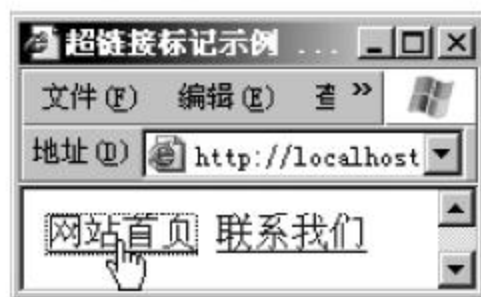 超链接标记示例 ...
文件(F) 编辑(E) 查 »
地址(D) http://localhost
网站首页 联系我们